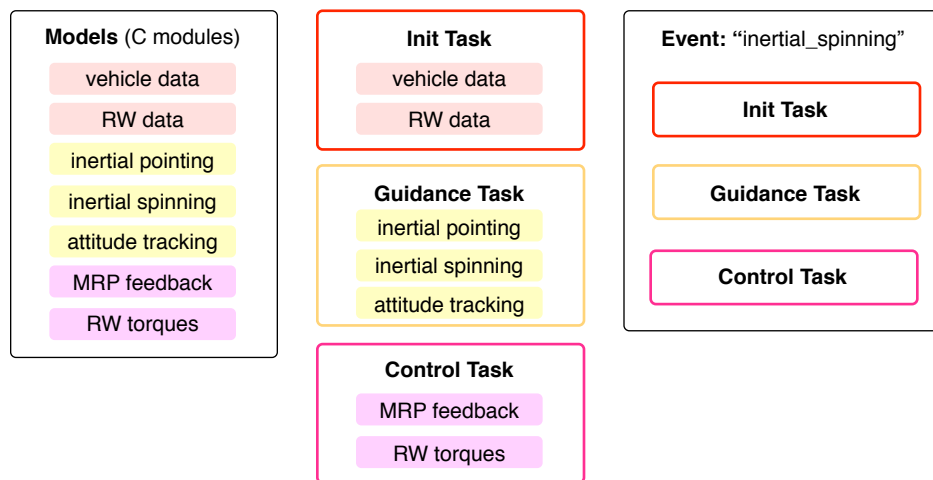 Models (C modules)
vehicle data
RW data
inertial pointing
inertial spinning
attitude tracking
MRP feedback
RW torques
Init Task
vehicle data
RW data
Guidance Task
inertial pointing
inertial spinning
attitude tracking
Control Task
MRP feedback
RW torques
Event: “inertial_spinning”
Init Task
Guidance Task
Control Task